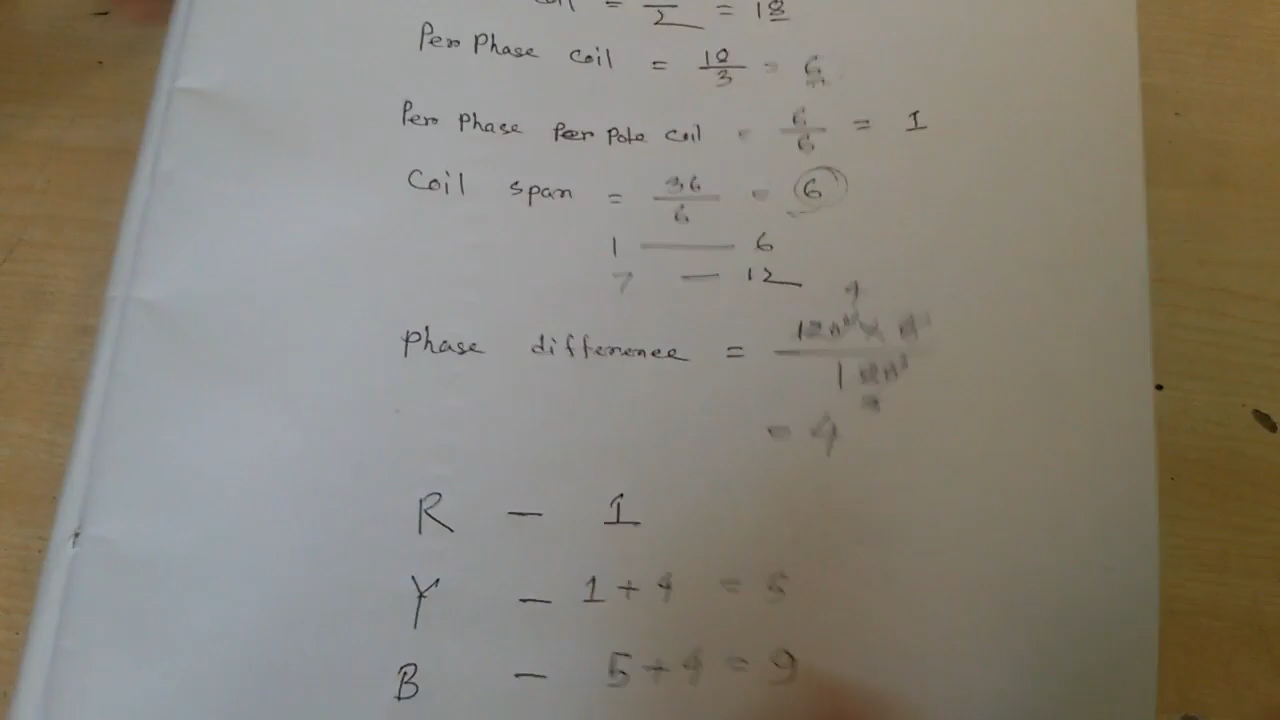 = /2 = 18
Per Phase Coil = 18/3 = 6
Per Phase Per Pole Coil = 6/6 = 1
Coil span = 36/6 = 6
1 — 6
7 — 12
Phase difference =
= 4
R — 1
Y — 1+4 = 5
B — 5+4 = 9